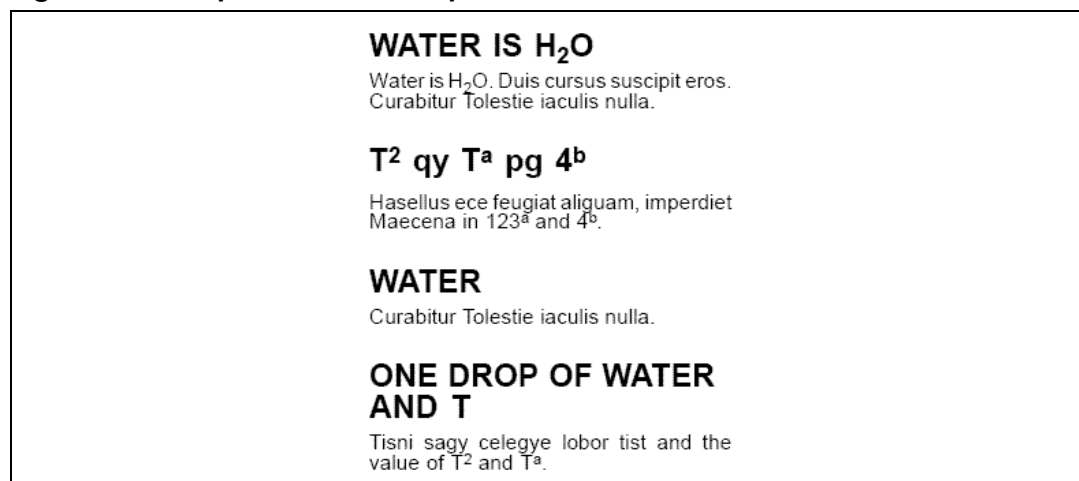 WATER IS H₂O
Water is H₂O. Duis cursus suscipit eros.
Curabitur Tolestie iaculis nulla.
T² qy Tᵃ pg 4ᵇ
Hasellus ece feugiat aliguam, imperdiet
Maecena in 123ᵃ and 4ᵇ.
WATER
Curabitur Tolestie iaculis nulla.
ONE DROP OF WATER
AND T
Tisni sagy celegye lobor tist and the
value of T² and Tᵃ.